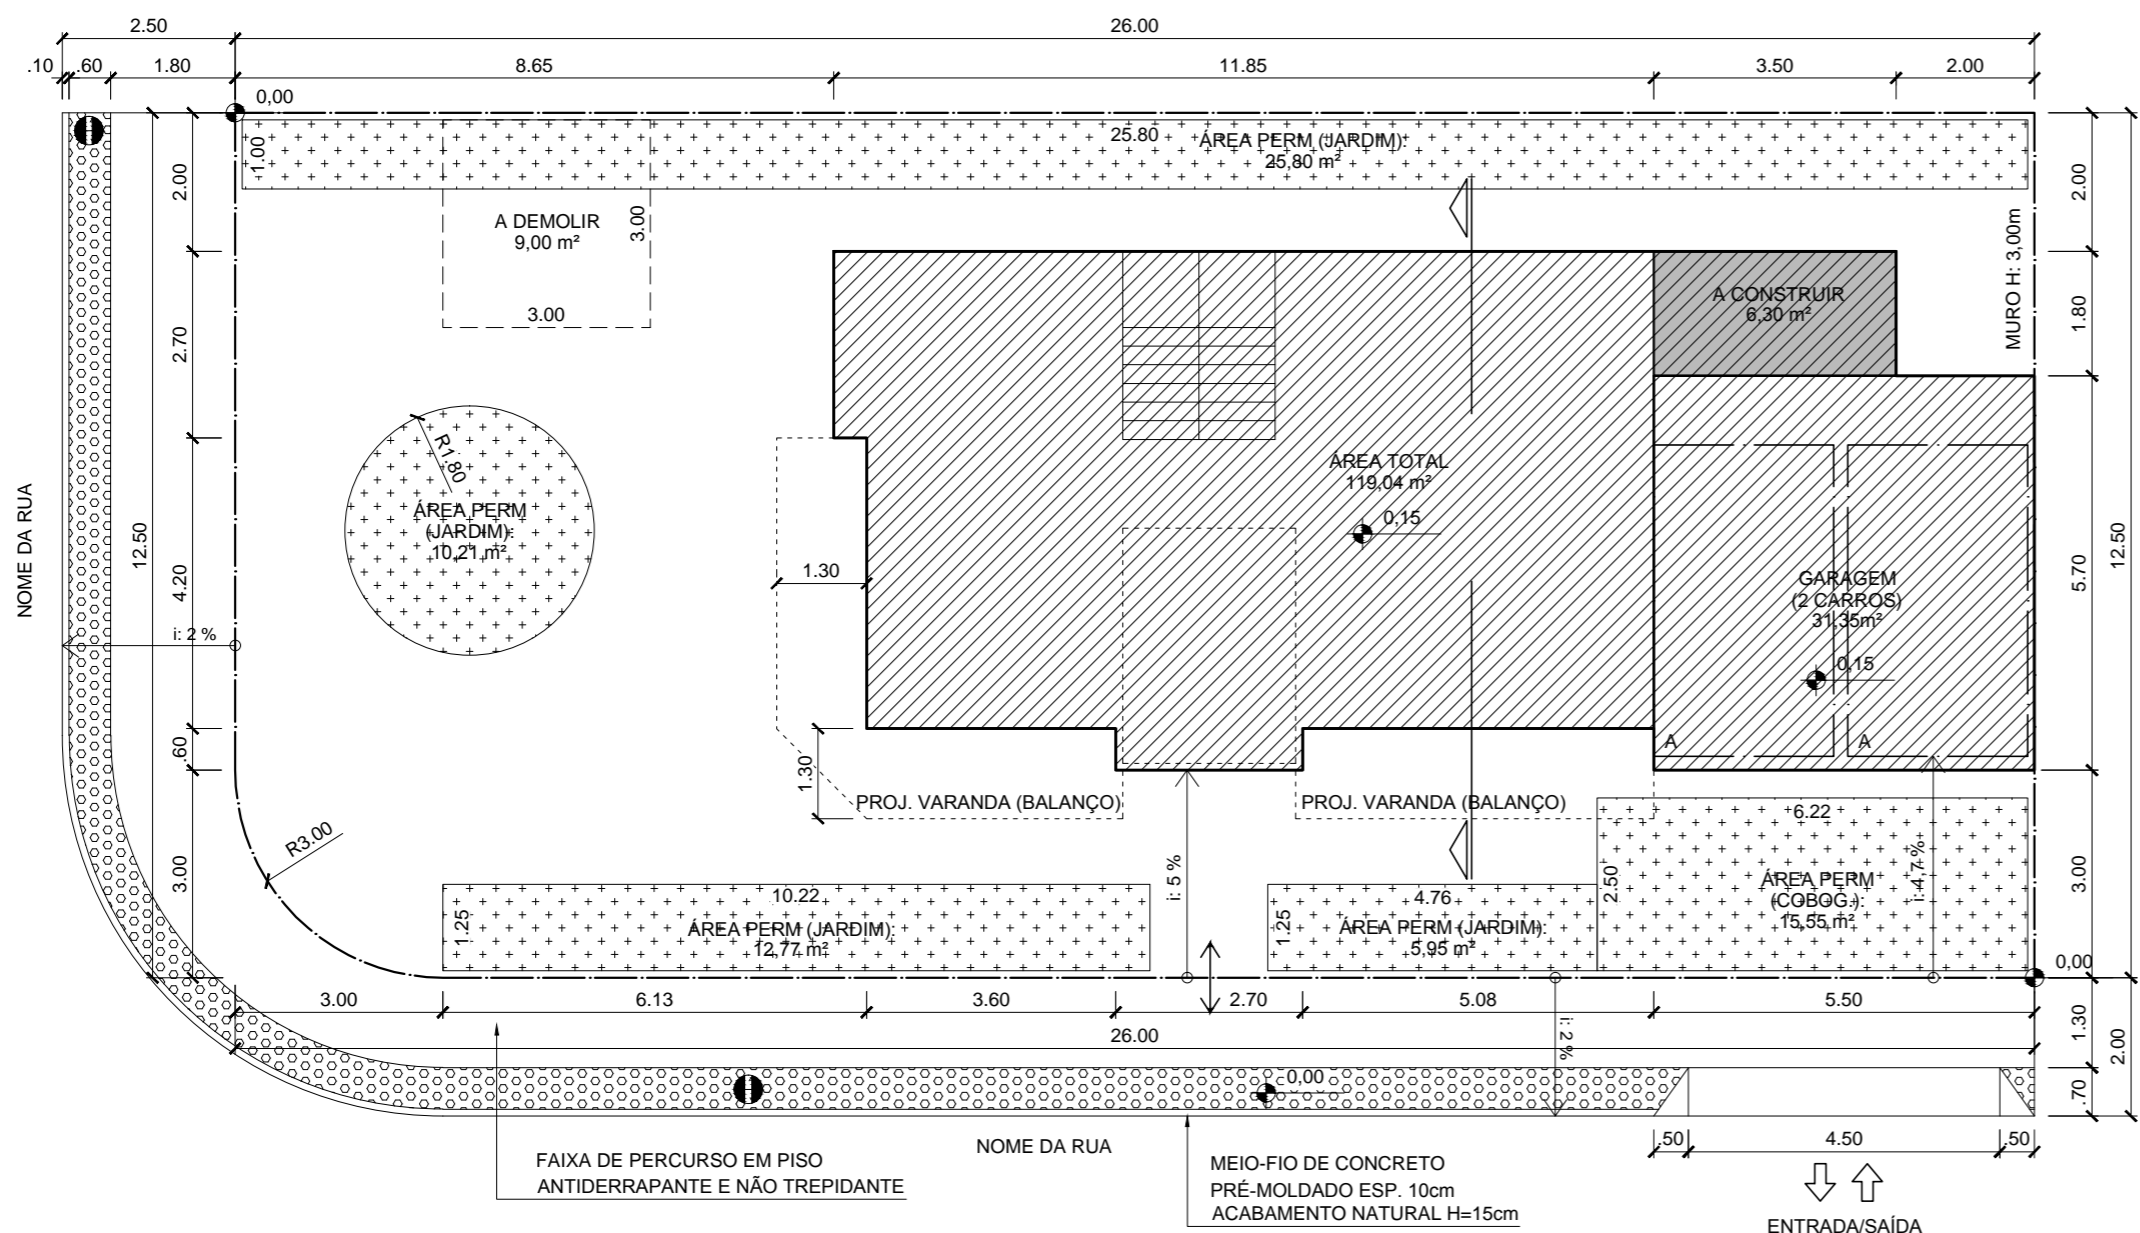 2.50
26.00
.10
.60
1.80
8.65
11.85
3.50
2.00
0,00
25.80
ÁREA PERM (JARDIM):
25,80 m²
1.00
2.00
2.00
A DEMOLIR
9,00 m²
3.00
3.00
MURO H: 3,00m
A CONSTRUIR
6,30 m²
1.80
2.70
R1.80
ÁREA PERM
(JARDIM):
10,21 m²
ÁREA TOTAL
119,04 m²
0,15
NOME DA RUA
12.50
4.20
1.30
GARAGEM
(2 CARROS)
31,35m²
0,15
5.70
12.50
i: 2 %
.60
A
A
1.30
PROJ. VARANDA (BALANÇO)
PROJ. VARANDA (BALANÇO)
6.22
R3.00
3.00
i: 5 %
i:4,7 %
10.22
1.25
ÁREA PERM (JARDIM):
12,77 m²
4.76
1.25
ÁREA PERM (JARDIM):
5,95 m²
2.50
ÁREA PERM
(COBOG.):
15,55 m²
3.00
0,00
3.00
6.13
3.60
2.70
5.08
5.50
26.00
i: 2 %
1.30
2.00
0,00
.70
NOME DA RUA
.50
4.50
.50
FAIXA DE PERCURSO EM PISO
ANTIDERRAPANTE E NÃO TREPIDANTE
MEIO-FIO DE CONCRETO
PRÉ-MOLDADO ESP. 10cm
ACABAMENTO NATURAL H=15cm
ENTRADA/SAÍDA